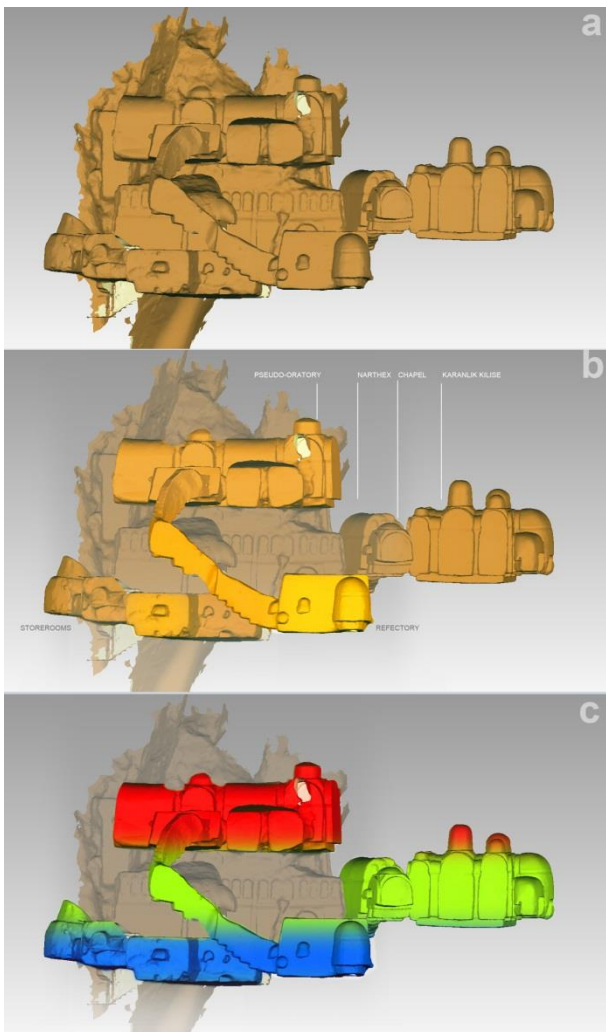 a
b
PSEUDO-ORATORY
NARTHEX
CHAPEL
KARANLIK KILISE
STOREROOMS
REFECTORY
c